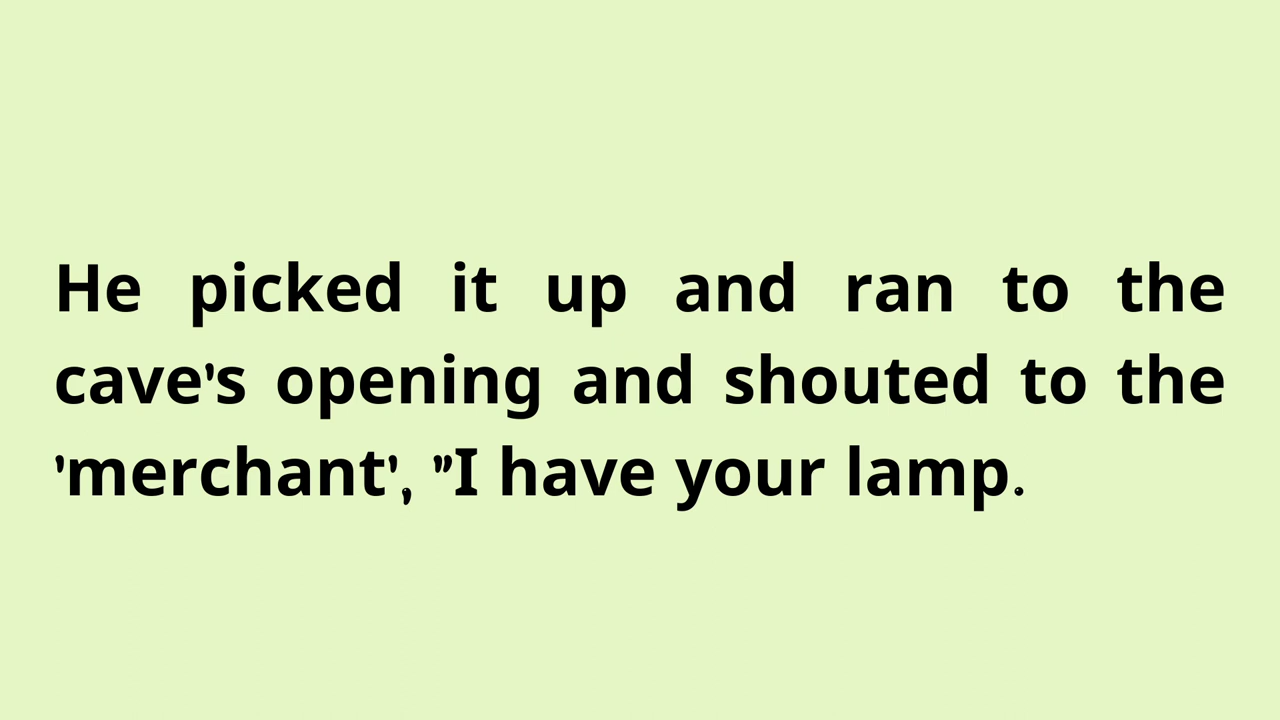 He picked it up and ran to the
cave's opening and shouted to the
'merchant', "I have your lamp.